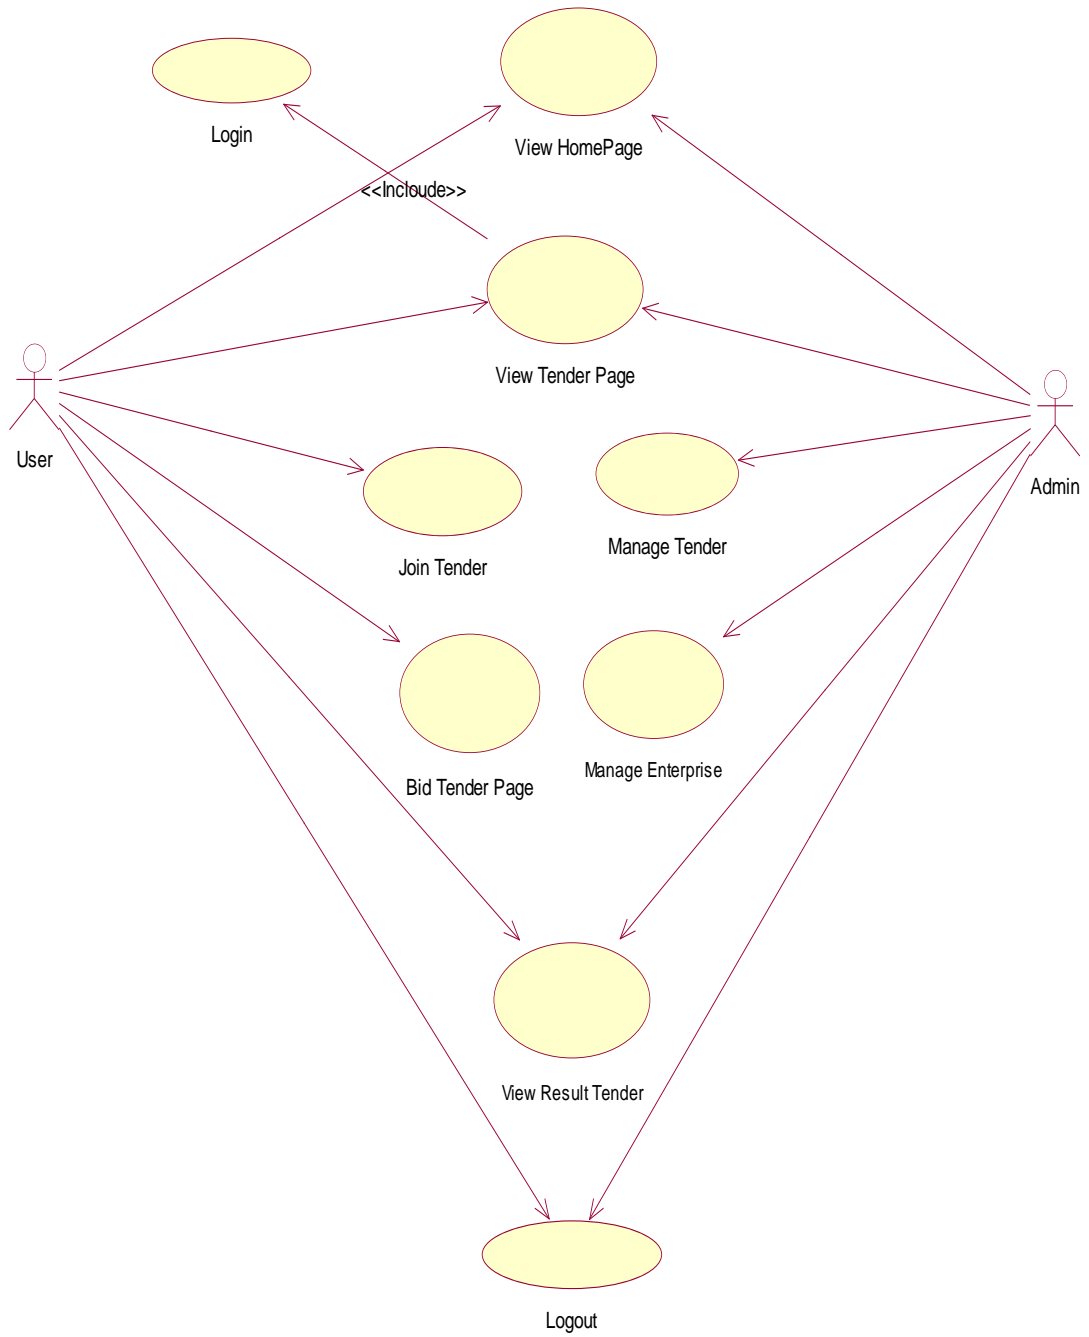 Login
View HomePage
<<Incloude>>
View Tender Page
User
Admin
Join Tender
Manage Tender
Bid Tender Page
Manage Enterprise
View Result Tender
Logout